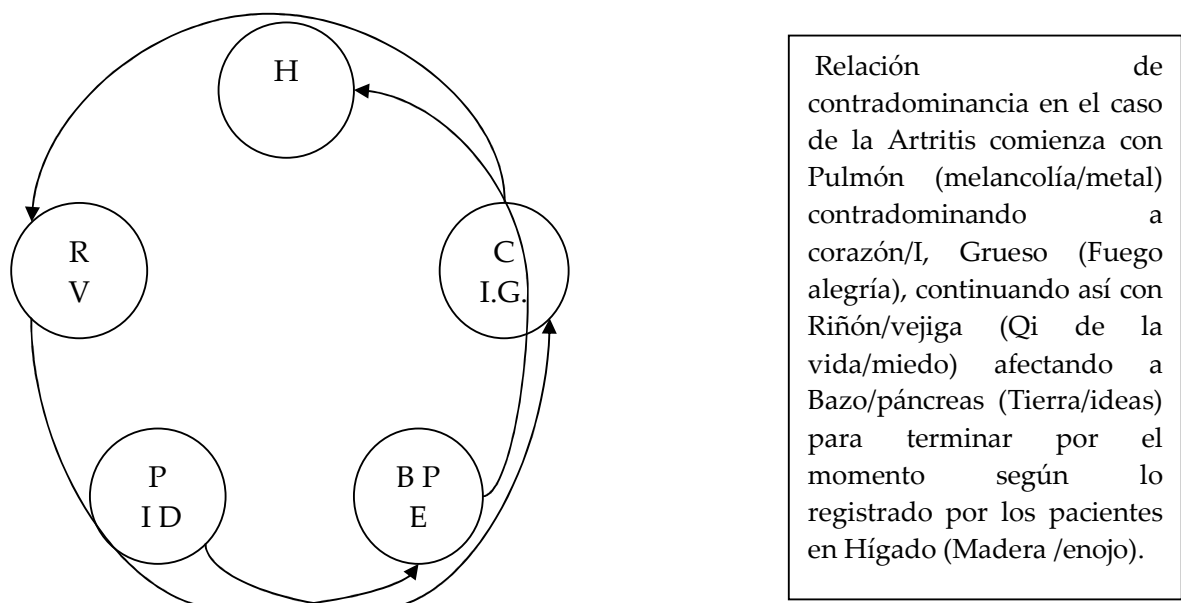 H
R
V
C
I.G.
P
I D
B P
E
Relación de
contradominancia en el caso
de la Artritis comienza con
Pulmón (melancolía/metal)
contradominando a
corazón/I, Grueso (Fuego
alegría), continuando así con
Riñón/vejiga (Qi de la
vida/miedo) afectando a
Bazo/páncreas (Tierra/ideas)
para terminar por el
momento según lo
registrado por los pacientes
en Hígado (Madera /enojo).